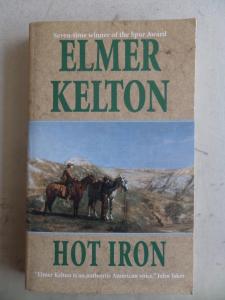 Seven-time winner of the Spur Award
ELMER
KELTON
HOT IRON
"Elmer Kelton is an authentic American voice." John Jakes